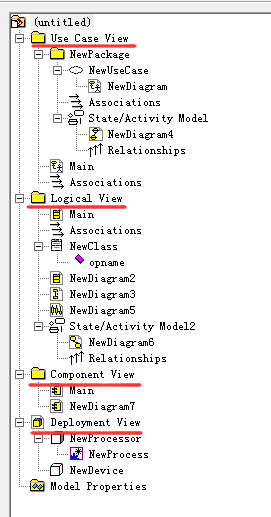 (untitled)
Use Case View
NewPackage
NewUseCase
NewDiagram
Associations
State/Activity Model
NewDiagram4
Relationships
Main
Associations
Logical View
Main
Associations
NewClass
opname
NewDiagram2
NewDiagram3
NewDiagram5
State/Activity Model2
NewDiagram6
Relationships
Component View
Main
NewDiagram7
Deployment View
NewProcessor
NewProcess
NewDevice
Model Properties